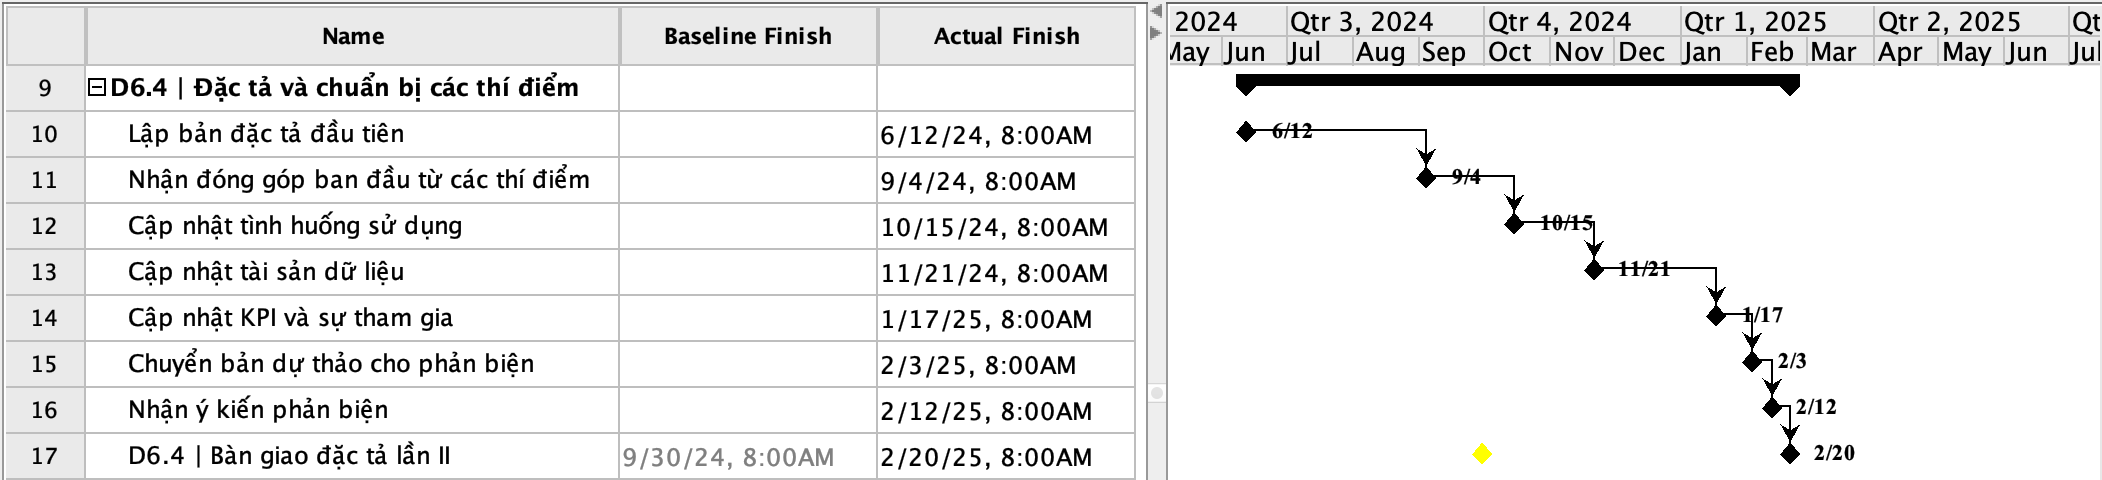 Name Baseline Finish Actual Finish
2024 Qtr 3, 2024 Qtr 4, 2024 Qtr 1, 2025 Qtr 2, 2025
Jun Jul Aug Sep Oct Nov Dec Jan Feb Mar Apr May Jun
9 D6.4 | Đặc tả và chuẩn bị các thí điểm
10 Lập bản đặc tả đầu tiên 6/12/24, 8:00AM 6/12
11 Nhận đóng góp ban đầu từ các thí điểm 9/4/24, 8:00AM 9/4
12 Cập nhật tình huống sử dụng 10/15/24, 8:00AM 10/15
13 Cập nhật tài sản dữ liệu 11/21/24, 8:00AM 11/21
14 Cập nhật KPI và sự tham gia 1/17/25, 8:00AM 1/17
15 Chuyển bản dự thảo cho phản biện 2/3/25, 8:00AM 2/3
16 Nhận ý kiến phản biện 2/12/25, 8:00AM 2/12
17 D6.4 | Bàn giao đặc tả lần II 9/30/24, 8:00AM 2/20/25, 8:00AM 2/20